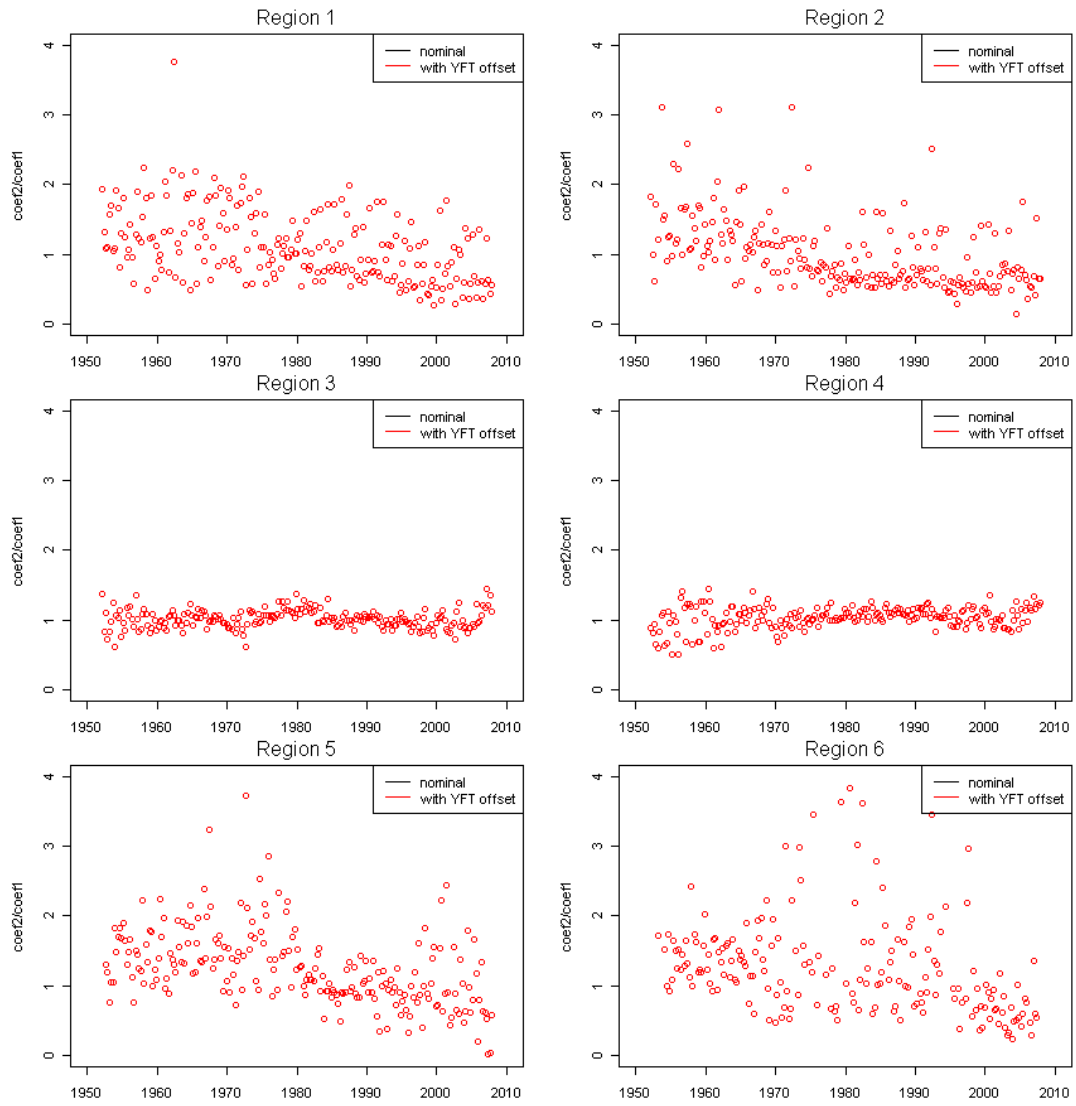 Region 1
nominal
with YFT offset
coef2/coef1
4
3
2
1
0
1950 1960 1970 1980 1990 2000 2010
Region 2
nominal
with YFT offset
coef2/coef1
4
3
2
1
0
1950 1960 1970 1980 1990 2000 2010
Region 3
nominal
with YFT offset
coef2/coef1
4
3
2
1
0
1950 1960 1970 1980 1990 2000 2010
Region 4
nominal
with YFT offset
coef2/coef1
4
3
2
1
0
1950 1960 1970 1980 1990 2000 2010
Region 5
nominal
with YFT offset
coef2/coef1
4
3
2
1
0
1950 1960 1970 1980 1990 2000 2010
Region 6
nominal
with YFT offset
coef2/coef1
4
3
2
1
0
1950 1960 1970 1980 1990 2000 2010